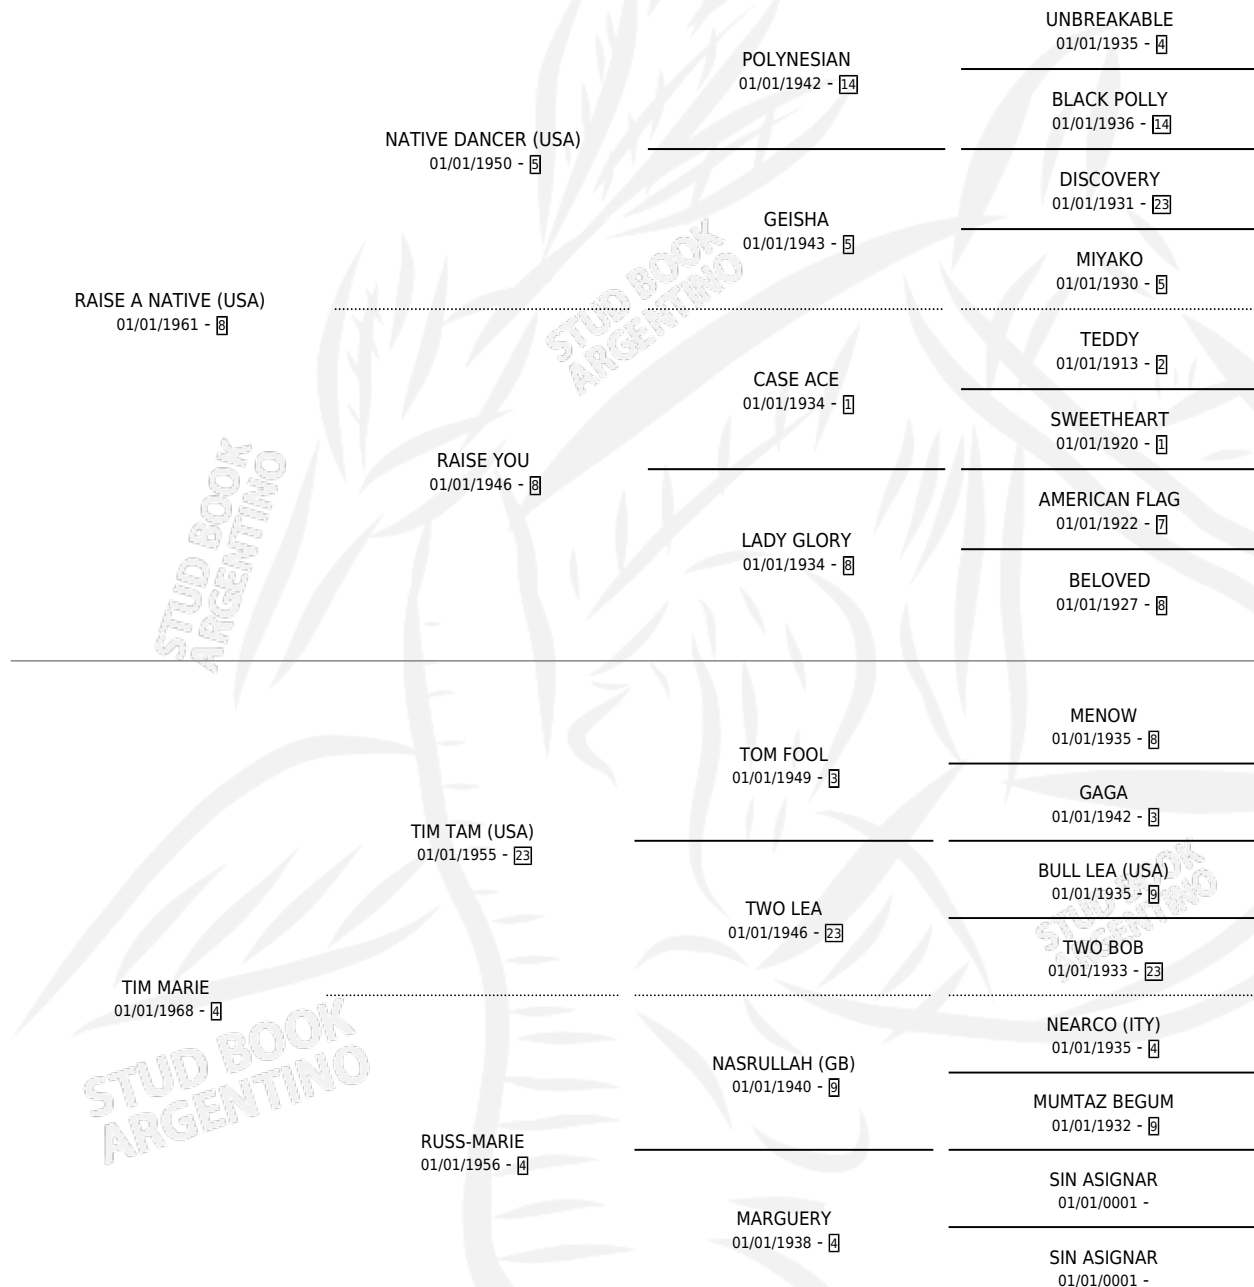 UNBREAKABLE
01/01/1935 - 4
POLYNESIAN
01/01/1942 - 14
BLACK POLLY
01/01/1936 - 14
NATIVE DANCER (USA)
01/01/1950 - 5
DISCOVERY
01/01/1931 - 23
GEISHA
01/01/1943 - 5
MIYAKO
01/01/1930 - 5
RAISE A NATIVE (USA)
01/01/1961 - 8
TEDDY
01/01/1913 - 2
CASE ACE
01/01/1934 - 1
SWEETHEART
01/01/1920 - 1
RAISE YOU
01/01/1946 - 8
AMERICAN FLAG
01/01/1922 - 7
LADY GLORY
01/01/1934 - 8
BELOVED
01/01/1927 - 8
MENOW
01/01/1935 - 8
TOM FOOL
01/01/1949 - 3
GAGA
01/01/1942 - 3
TIM TAM (USA)
01/01/1955 - 23
BULL LEA (USA)
01/01/1935 - 9
TWO LEA
01/01/1946 - 23
TWO BOB
01/01/1933 - 23
TIM MARIE
01/01/1968 - 4
NEARCO (ITY)
01/01/1935 - 4
NASRULLAH (GB)
01/01/1940 - 9
MUMTAZ BEGUM
01/01/1932 - 9
RUSS-MARIE
01/01/1956 - 4
SIN ASIGNAR
01/01/0001 -
MARGUERY
01/01/1938 - 4
SIN ASIGNAR
01/01/0001 -
STUD BOOK
ARGENTINO
STUD BOOK
ARGENTINO
STUD BOOK
ARGENTINO
STUD BOOK
ARGENTINO